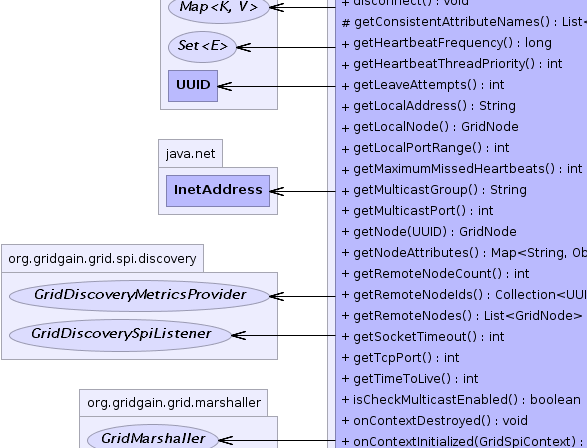 Map<K, V>
Set<E>
UUID
java.net
InetAddress
org.gridgain.grid.spi.discovery
GridDiscoveryMetricsProvider
GridDiscoverySpiListener
org.gridgain.grid.marshaller
GridMarshaller
+ disconnect() : void
# getConsistentAttributeNames() : List<
+ getHeartbeatFrequency() : long
+ getHeartbeatThreadPriority() : int
+ getLeaveAttempts() : int
+ getLocalAddress() : String
+ getLocalNode() : GridNode
+ getLocalPortRange() : int
+ getMaximumMissedHeartbeats() : int
+ getMulticastGroup() : String
+ getMulticastPort() : int
+ getNode(UUID) : GridNode
+ getNodeAttributes() : Map<String, Ob
+ getRemoteNodeCount() : int
+ getRemoteNodeIds() : Collection<UUI
+ getRemoteNodes() : List<GridNode>
+ getSocketTimeout() : int
+ getTcpPort() : int
+ getTimeToLive() : int
+ isCheckMulticastEnabled() : boolean
+ onContextDestroyed() : void
+ onContextInitialized(GridSpiContext) :